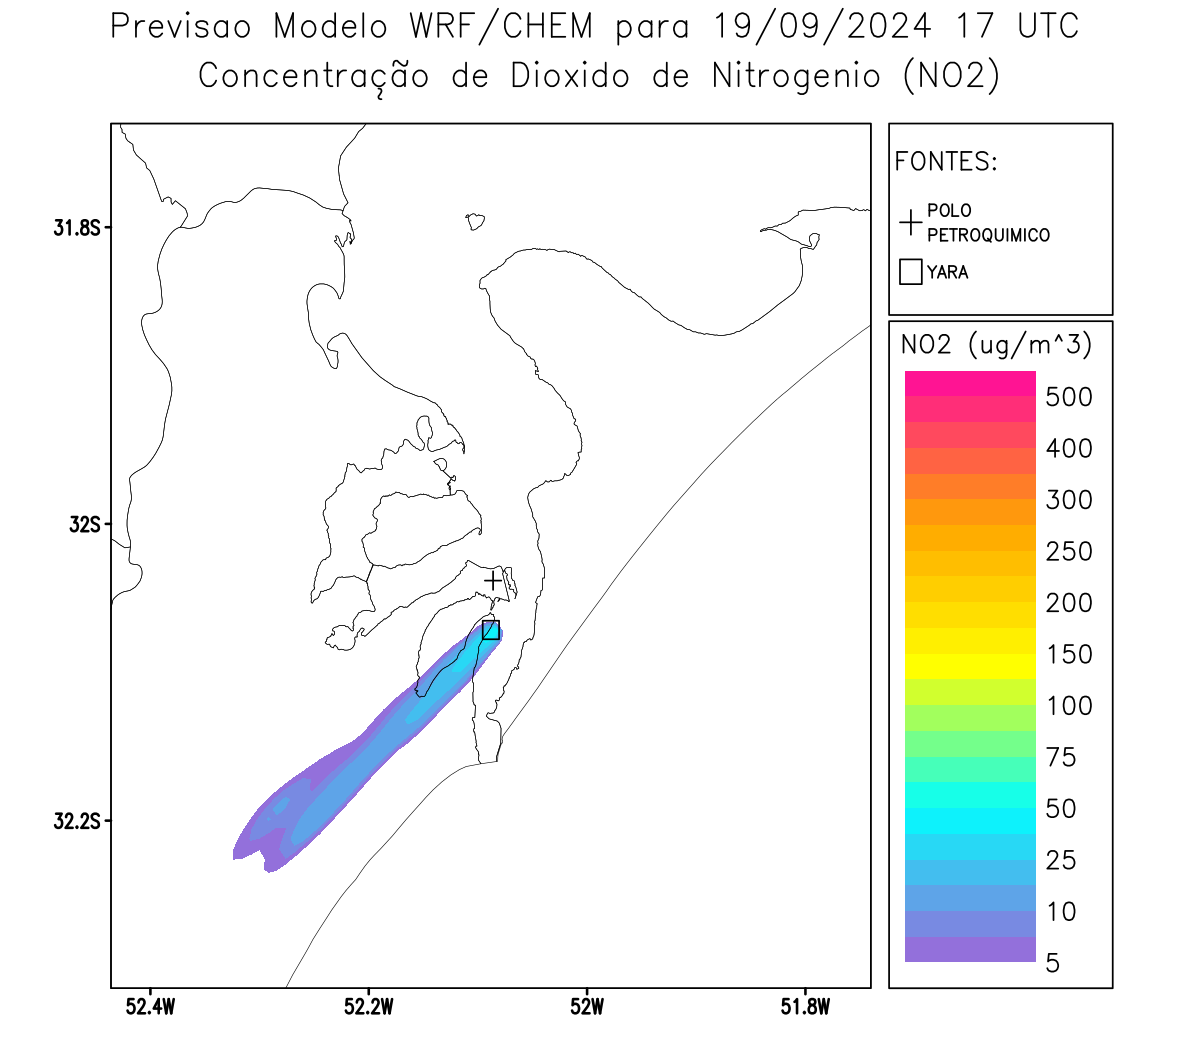 Previsao Modelo WRF/CHEM para 19/09/2024 17 UTC
Concentração de Dioxido de Nitrogenio (NO2)
FONTES:
POLO
PETROQUIMICO
YARA
NO2 (ug/m^3)
500
400
300
250
200
150
100
75
50
25
10
5
31.8S
32S
32.2S
52.4W
52.2W
52W
51.8W